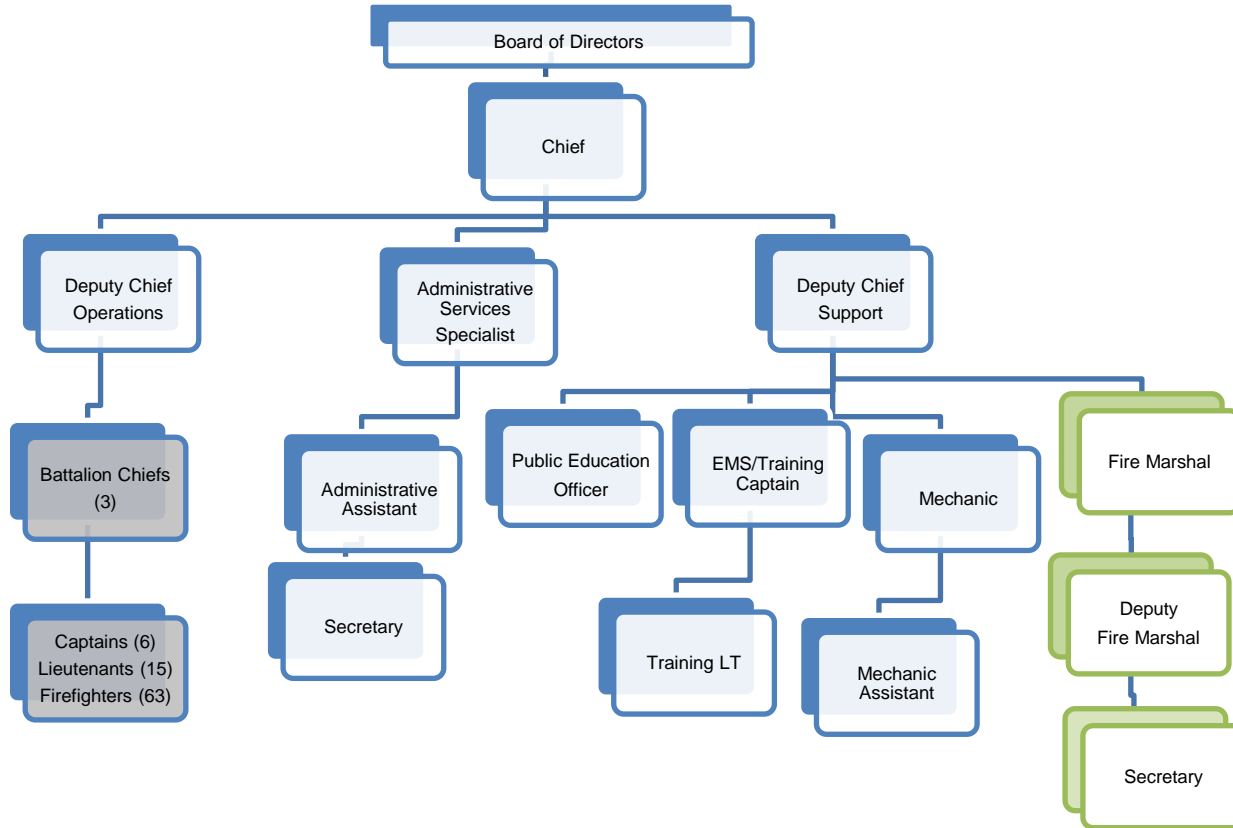 Board of Directors
Chief
Deputy Chief
Operations
Administrative
Services
Specialist
Deputy Chief
Support
Battalion Chiefs
(3)
Administrative
Assistant
Public Education
Officer
EMS/Training
Captain
Mechanic
Fire Marshal
Captains (6)
Lieutenants (15)
Firefighters (63)
Secretary
Training LT
Mechanic
Assistant
Deputy
Fire Marshal
Secretary